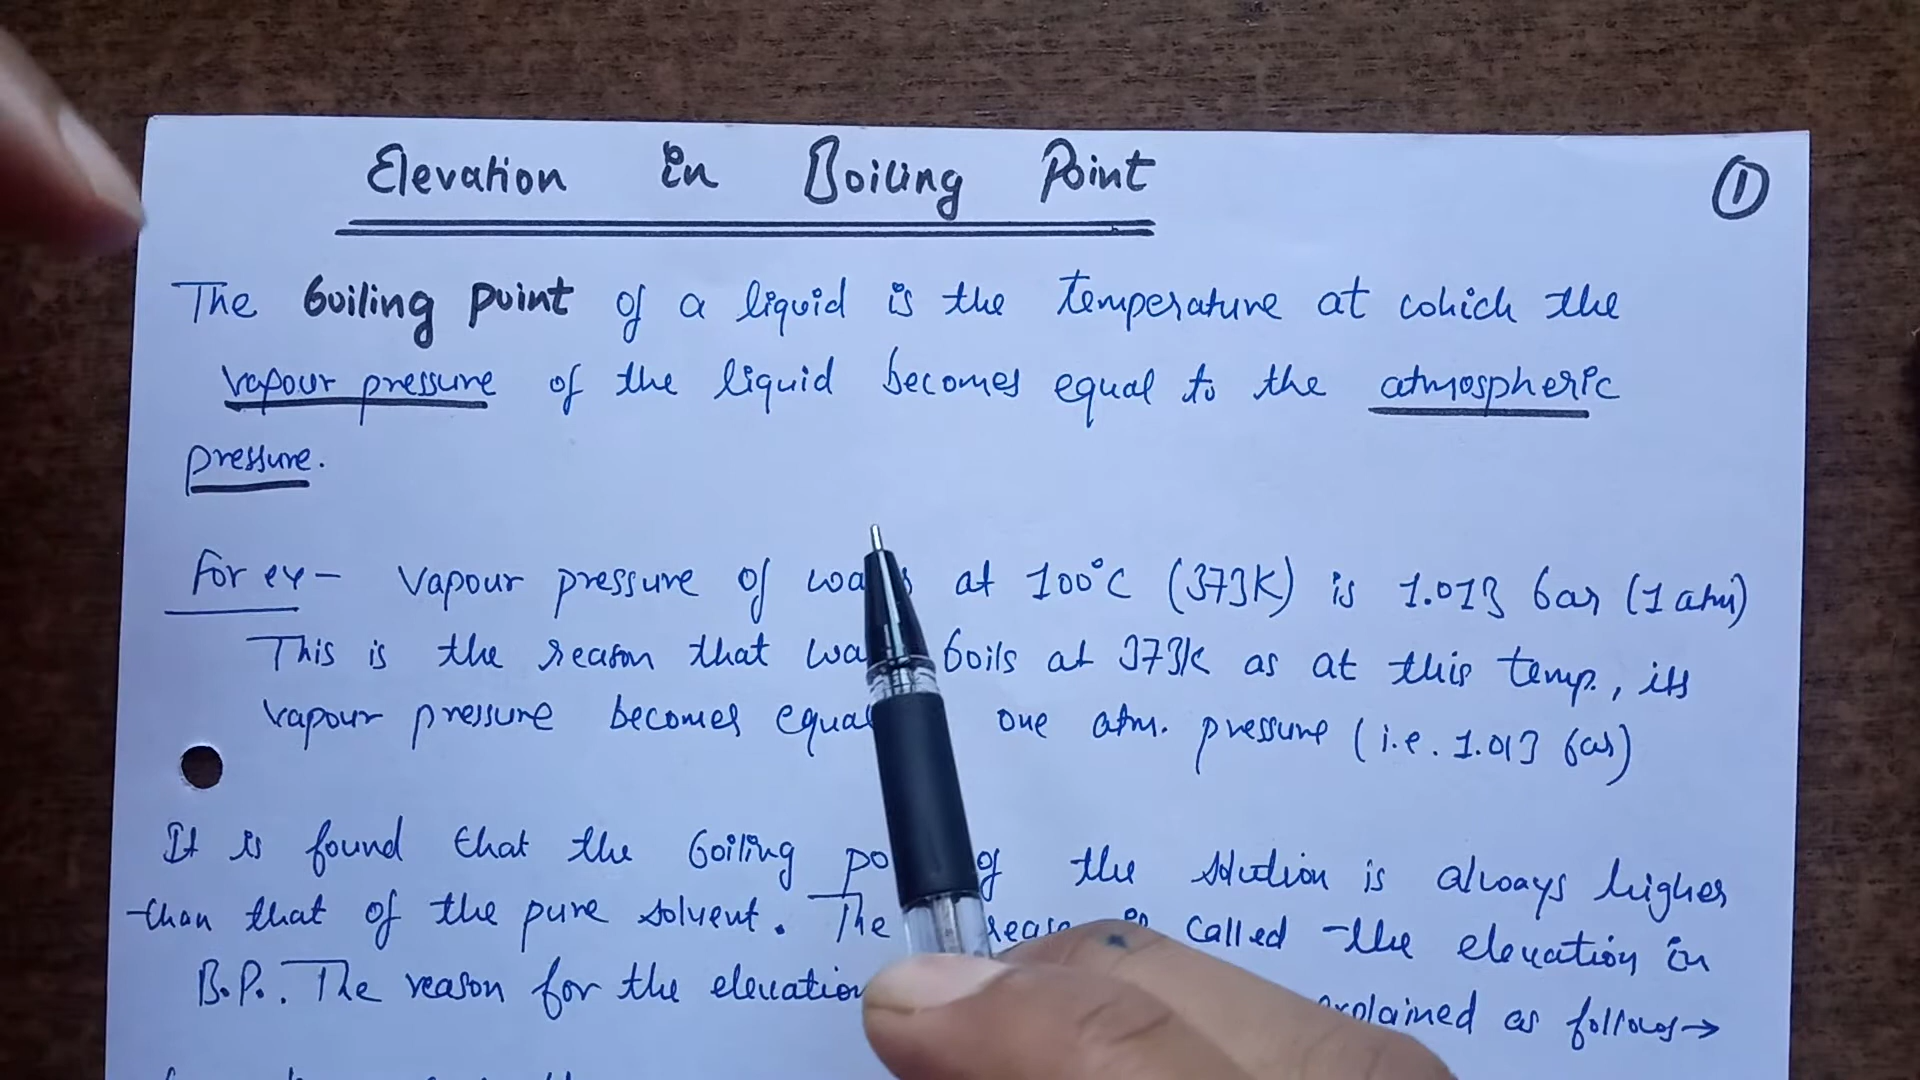 Elevation in Boiling Point
1
The boiling point of a liquid is the temperature at which the
vapour pressure of the liquid becomes equal to the atmospheric
pressure.
For ex- Vapour pressure of at 100°C (373K) is 1.013 bar (1 atm)
This is the reason that boils at 373K as at this temp., its
vapour pressure becomes equal one atm. pressure (i.e. 1.013 bar)
It is found that the boiling of the solution is always higher
than that of the pure solvent. The is called the elevation in
B.P.. The reason for the elevation explained as follows→